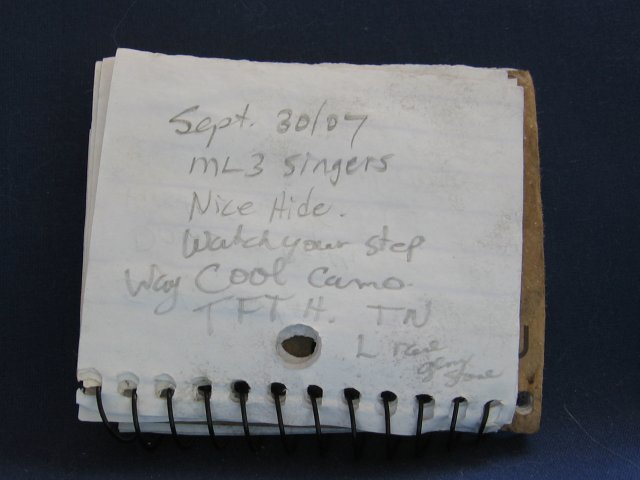 Sept. 30/07
mL3 singers
Nice Hide.
Watch your step
Way Cool Camo.
TFTH. TN
L